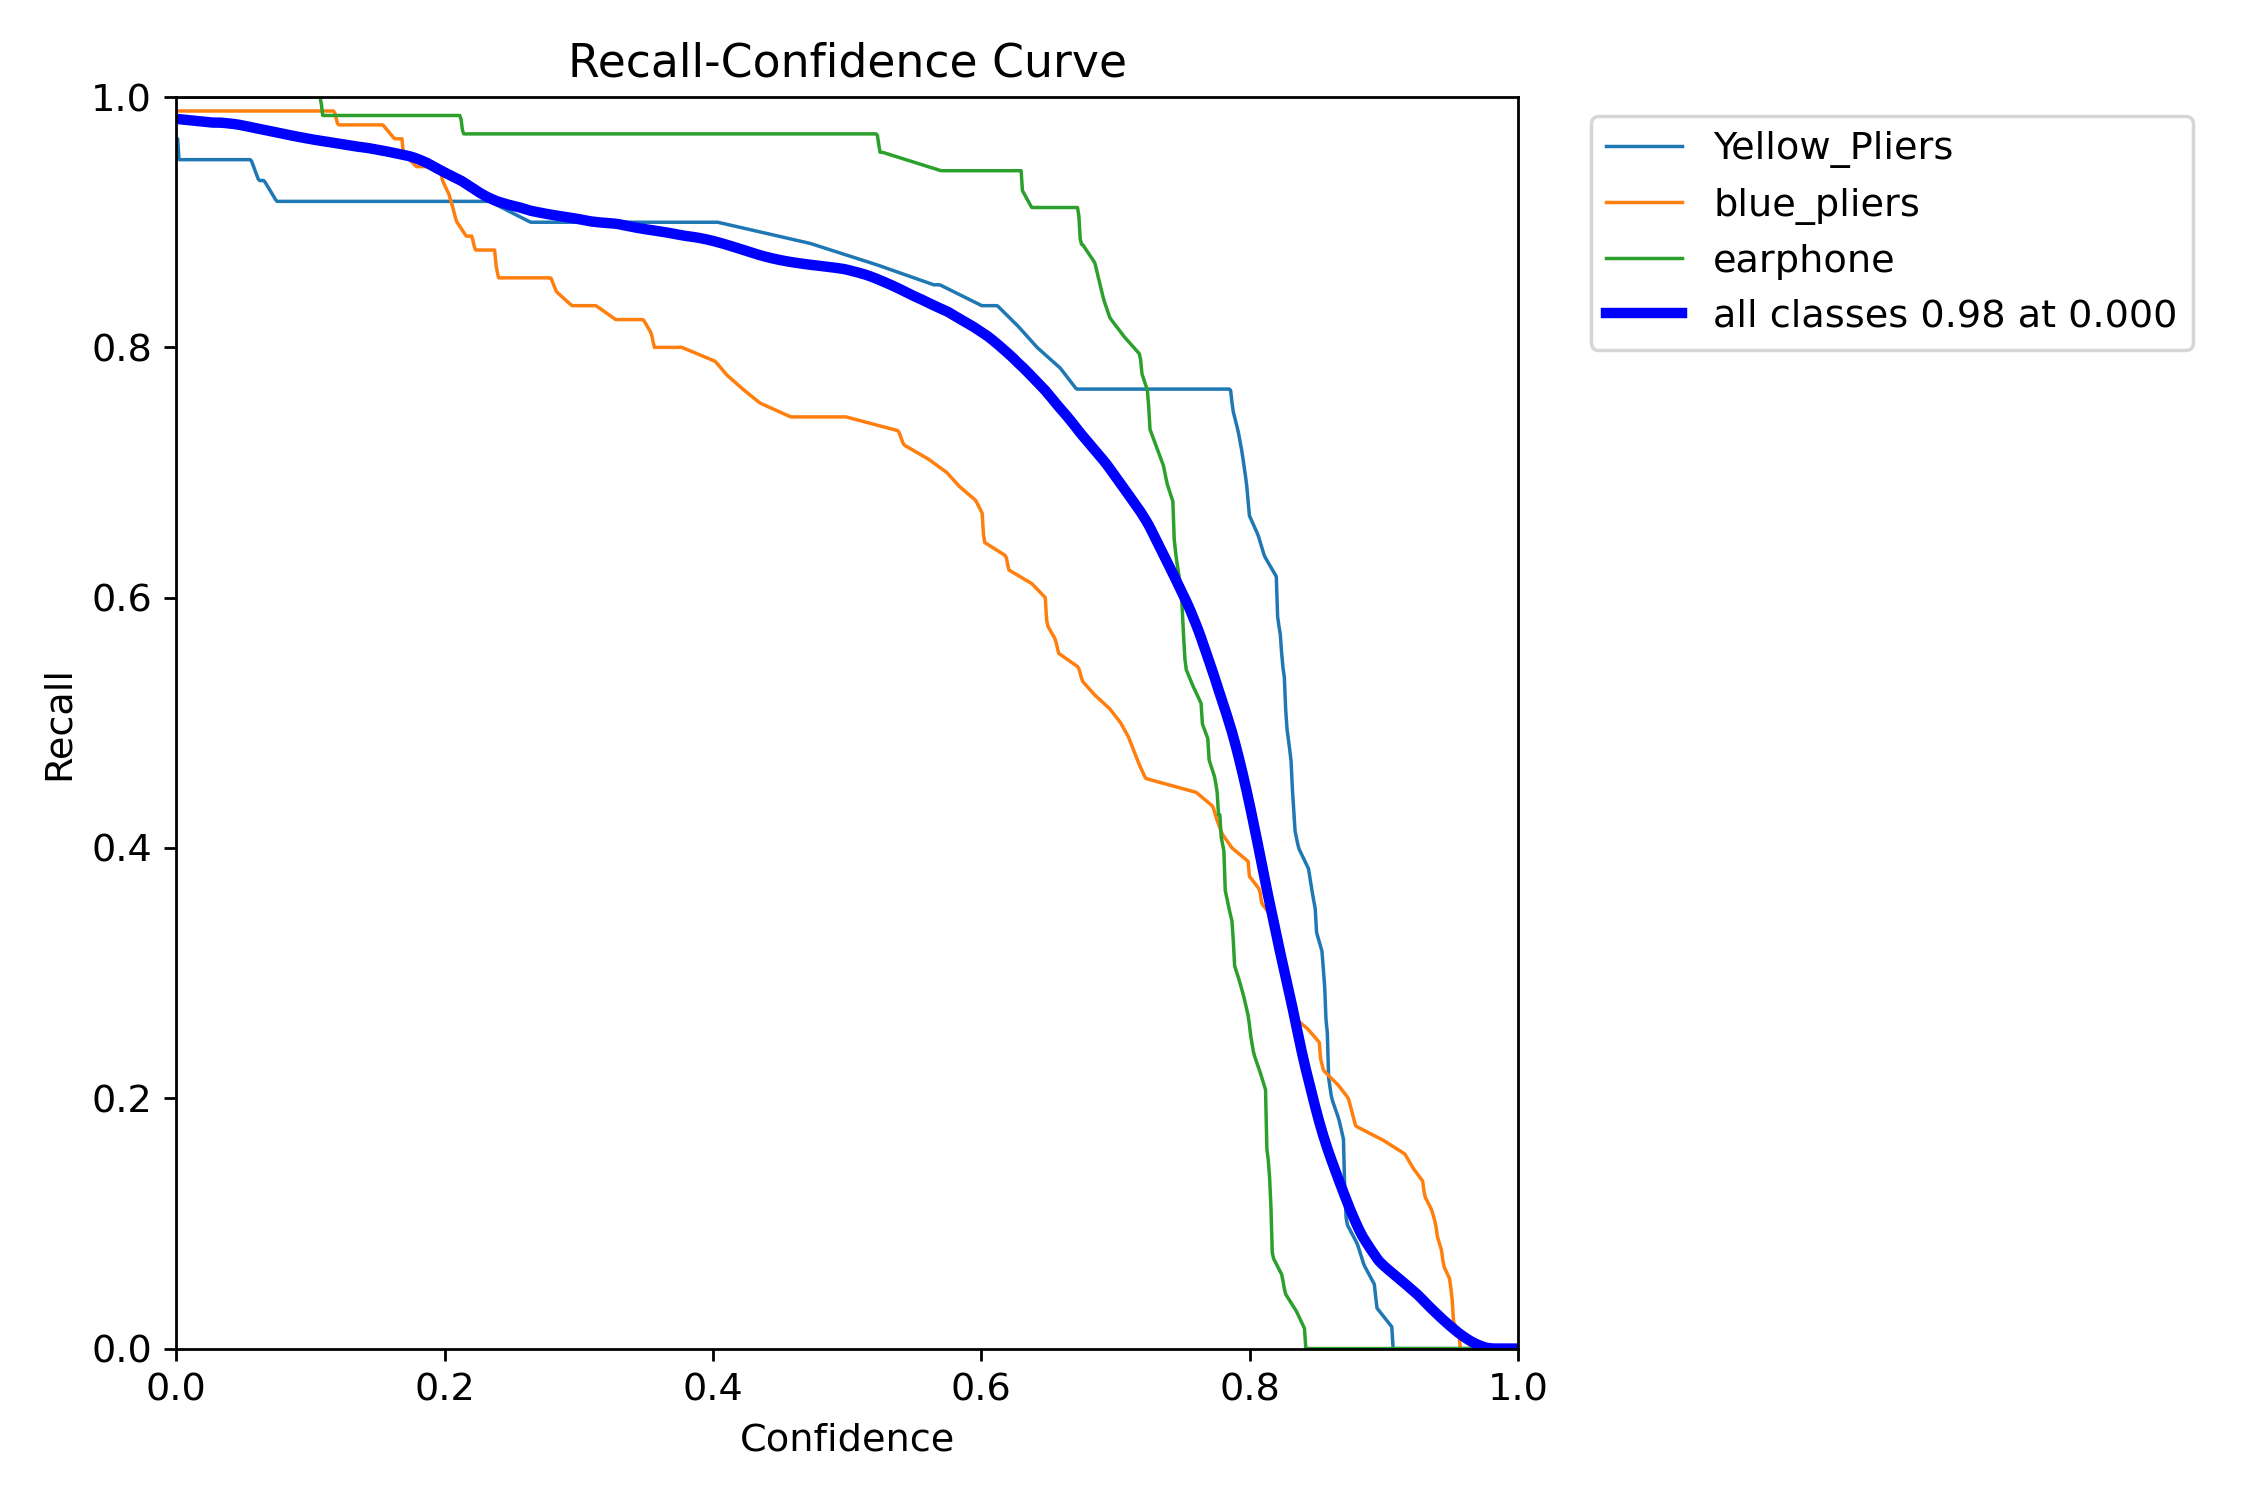 Recall-Confidence Curve
1.0
0.8
0.6
0.4
0.2
0.0
Recall
0.0 0.2 0.4 0.6 0.8 1.0
Confidence
Yellow_Pliers
blue_pliers
earphone
all classes 0.98 at 0.000